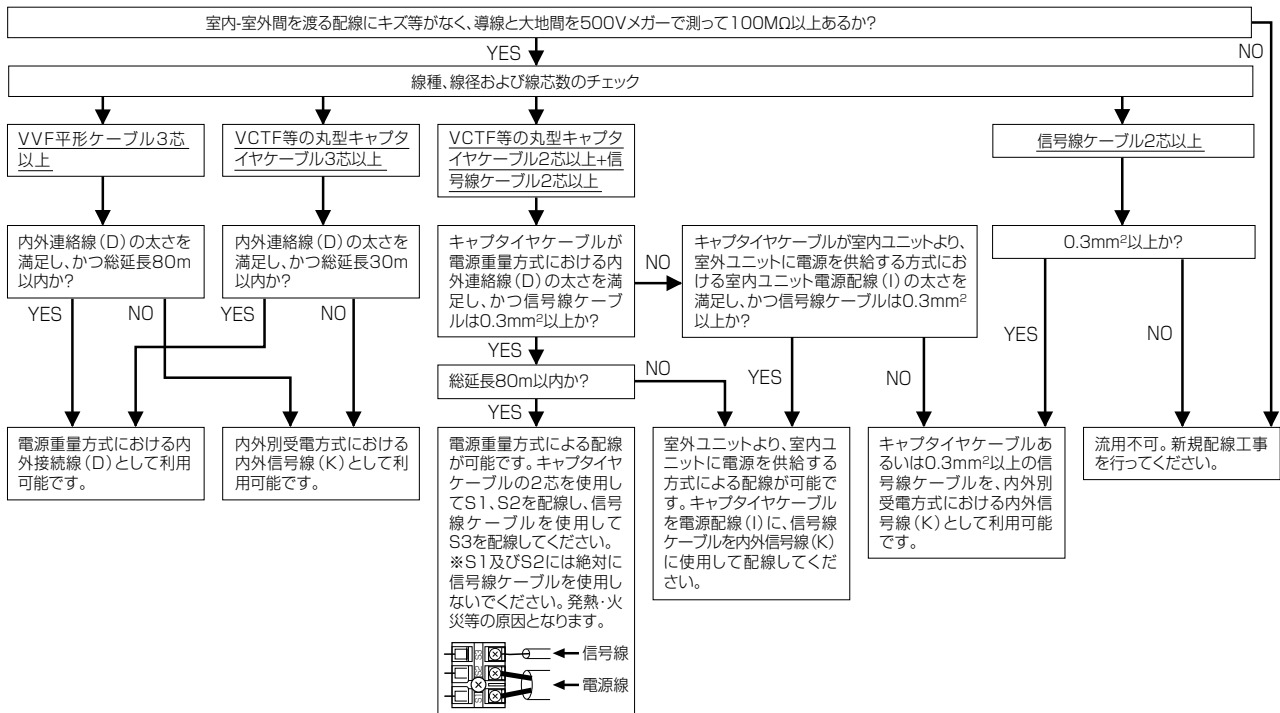 室内-室外間を渡る配線にキズ等がなく、導線と大地間を500Vメガーで測って100MΩ以上あるか?
YES
NO
線種、線径および線芯数のチェック
VVF平形ケーブル3芯
以上
VCTF等の丸型キャプタ
イヤケーブル3芯以上
VCTF等の丸型キャプタ
イヤケーブル2芯以上+信
号線ケーブル2芯以上
信号線ケーブル2芯以上
内外連絡線(D)の太さを
満足し、かつ総延長80m
以内か?
内外連絡線(D)の太さを
満足し、かつ総延長30m
以内か?
キャプタイヤケーブルが
電源重量方式における内
外連絡線(D)の太さを満
足し、かつ信号線ケーブ
ルは0.3mm²以上か?
NO
キャプタイヤケーブルが室内ユニットより、
室外ユニットに電源を供給する方式にお
ける室内ユニット電源配線(I)の太さを
満足し、かつ信号線ケーブルは0.3mm²
以上か?
0.3mm²以上か?
YES
NO
YES
NO
YES
総延長80m以内か?
NO
YES
YES
NO
YES
NO
電源重量方式における内
外接続線(D)として利用
可能です。
内外別受電方式における
内外信号線(K)として利
用可能です。
電源重量方式による配線
が可能です。キャプタイヤ
ケーブルの2芯を使用し
てS1、S2を配線し、信号
線ケーブルを使用して
S3を配線してください。
※S1及びS2には絶対に
信号線ケーブルを使用し
ないでください。発熱・火
災等の原因となります。
S3
S2
S1
信号線
電源線
室外ユニットより、室内ユ
ニットに電源を供給する
方式による配線が可能で
す。キャプタイヤケーブル
を電源配線(I)に、信号線
ケーブルを内外信号線(K)
に使用して配線してくだ
さい。
キャプタイヤケーブルあ
るいは0.3mm²以上の信
号線ケーブルを、内外別
受電方式における内外信
号線(K)として利用可能
です。
流用不可。新規配線工事
を行ってください。